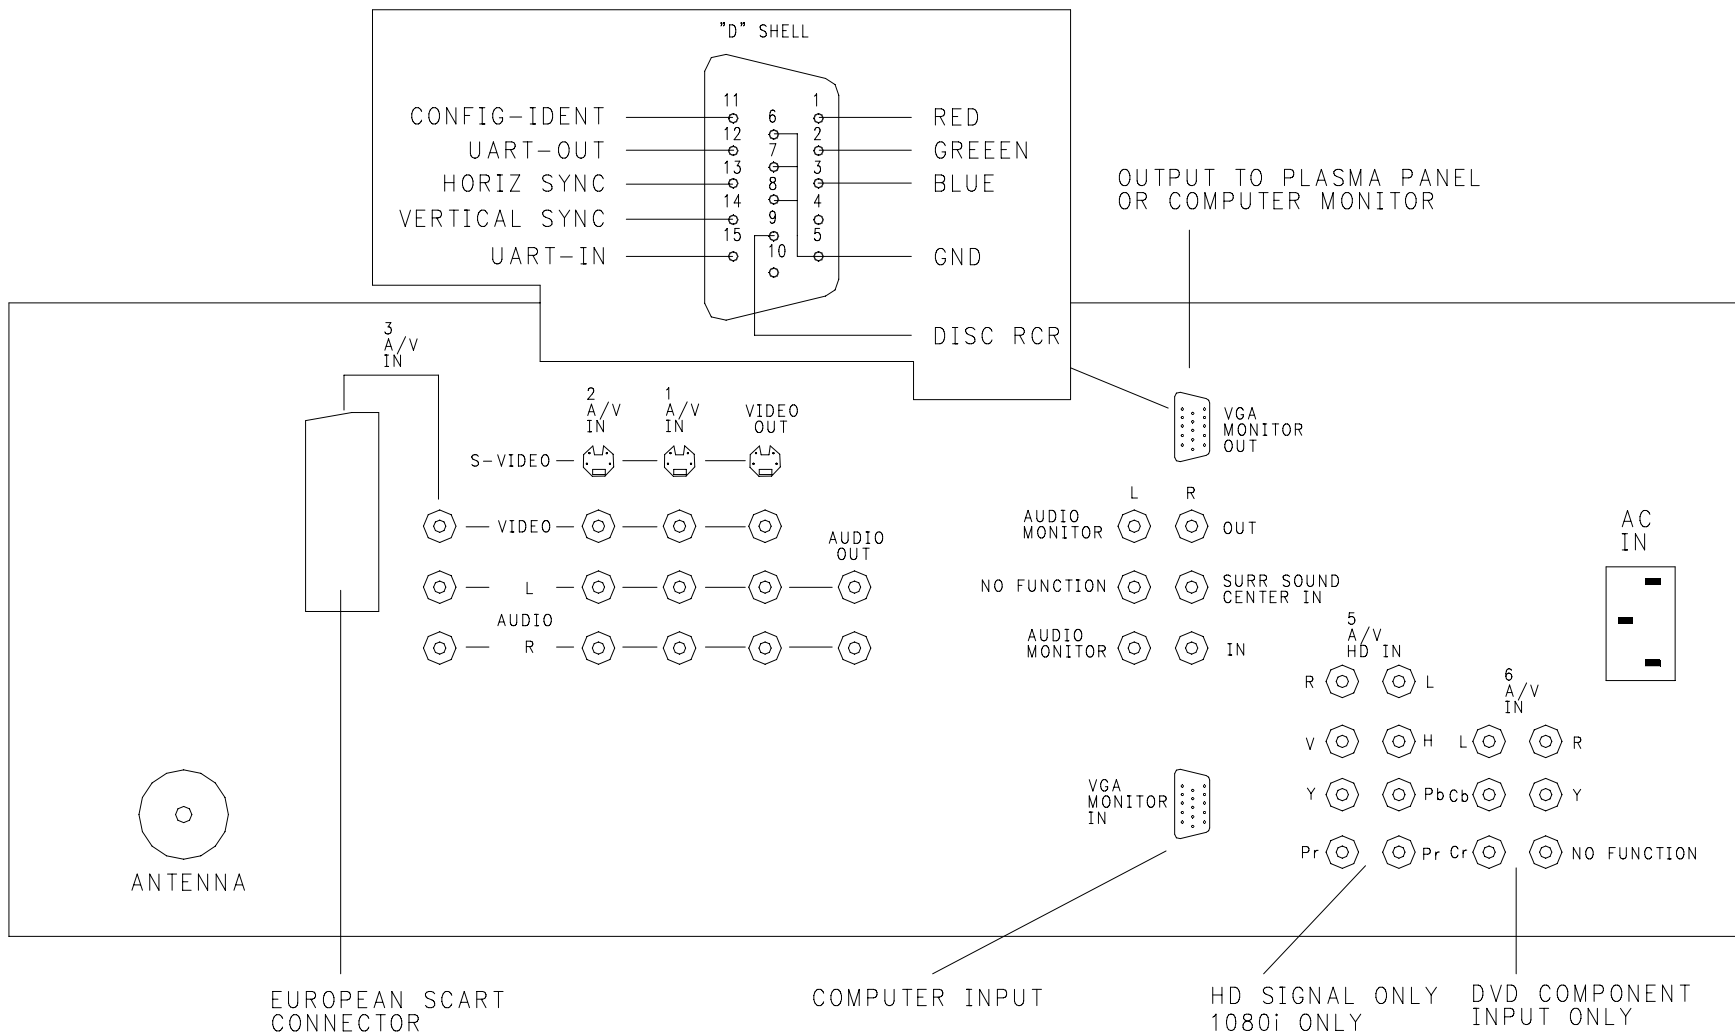 "D" SHELL
11
1
CONFIG-IDENT
6
RED
12
2
UART-OUT
7
GREEEN
13
3
HORIZ SYNC
8
BLUE
14
4
VERTICAL SYNC
9
15
5
UART-IN
10
GND
DISC RCR
OUTPUT TO PLASMA PANEL
OR COMPUTER MONITOR
3
A/V
IN
2
A/V
IN
1
A/V
IN
VIDEO
OUT
S-VIDEO
VIDEO
AUDIO
OUT
L
AUDIO
R
VGA
MONITOR
OUT
L
R
AUDIO
MONITOR
OUT
NO FUNCTION
SURR SOUND
CENTER IN
AUDIO
MONITOR
IN
AC
IN
5
A/V
HD IN
R
L
V
H
Y
Pb
Pr
Pr
6
A/V
IN
L
R
Cb
Y
Cr
NO FUNCTION
VGA
MONITOR
IN
ANTENNA
EUROPEAN SCART
CONNECTOR
COMPUTER INPUT
HD SIGNAL ONLY
1080i ONLY
DVD COMPONENT
INPUT ONLY